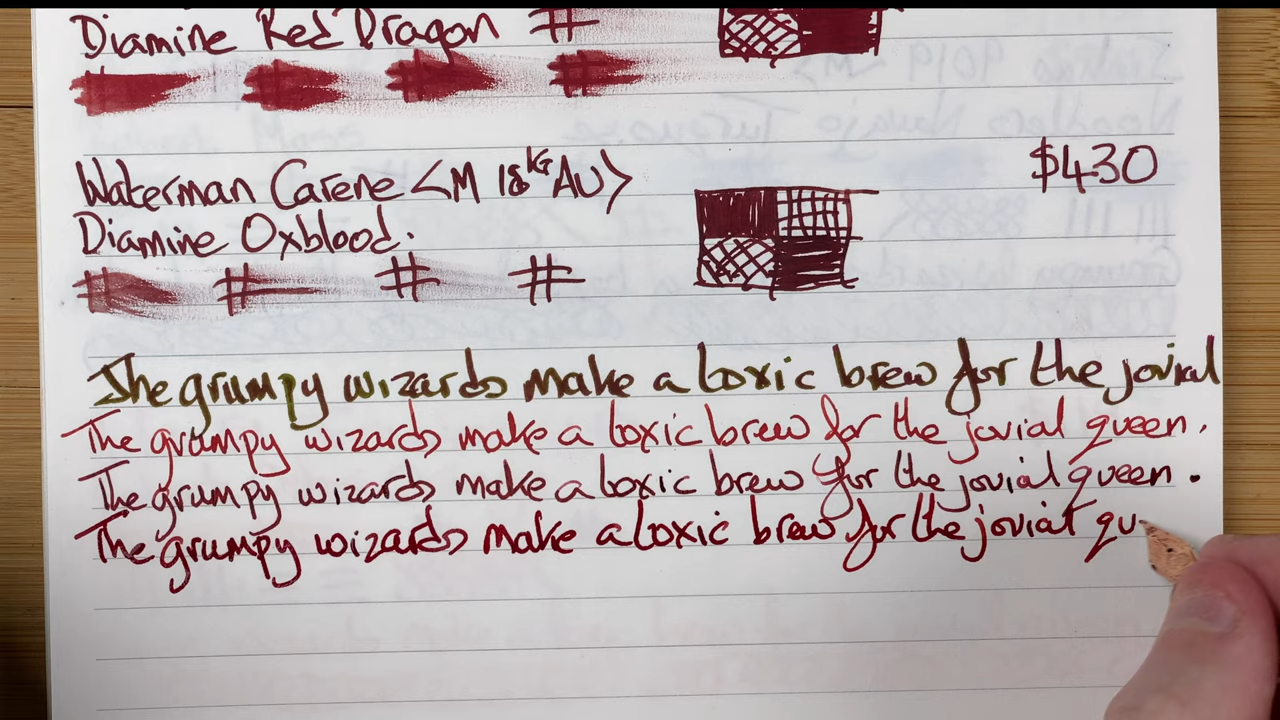 Diamine Red Dragon #
# # # #
Waterman Carene <M 18kt AU> $430
Diamine Oxblood.
# # # #
The grumpy wizards make a toxic brew for the jovial
The grumpy wizards make a toxic brew for the jovial queen.
The grumpy wizards make a toxic brew for the jovial queen.
The grumpy wizards make a toxic brew for the jovial qu